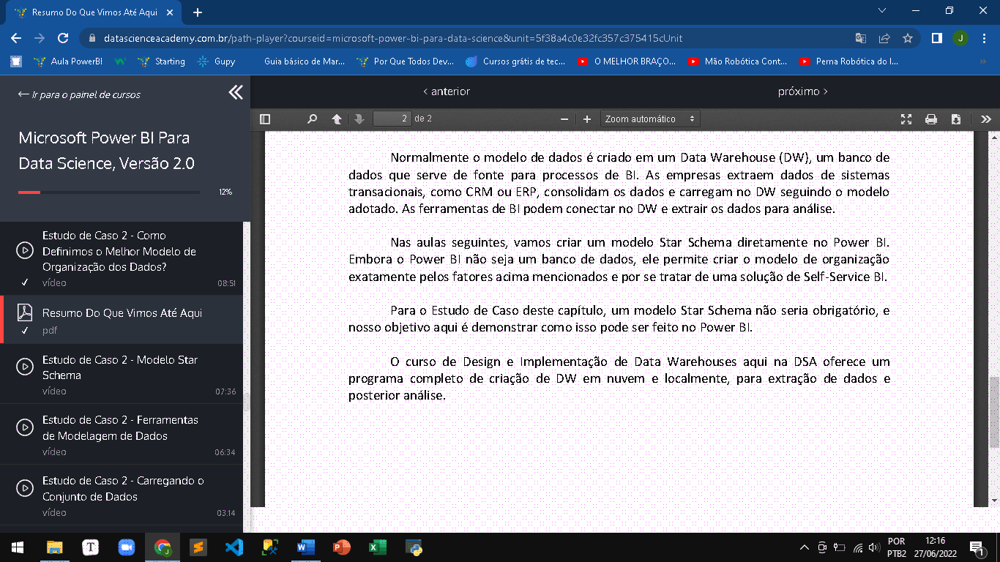 Resumo Do Que Vimos Até Aqui
datascienceacademy.com.br/path-player?courseid=microsoft-power-bi-para-data-science&unit=5f38a4c0e32fc357c375415cUnit
J
Aula PowerBI
Starting
Gupy
Guia básico de Mar...
Por Que Todos Dev...
Cursos grátis de tec...
O MELHOR BRAÇO...
Mão Robótica Cont...
Perna Robótica do I...
← Ir para o painel de cursos
‹ anterior
próximo ›
2 de 2
Zoom automático
Microsoft Power BI Para
Data Science, Versão 2.0
12%
Estudo de Caso 2 - Como
Definimos o Melhor Modelo de
Organização dos Dados?
vídeo 08:51
Resumo Do Que Vimos Até Aqui
pdf
Estudo de Caso 2 - Modelo Star
Schema
vídeo 07:36
Estudo de Caso 2 - Ferramentas
de Modelagem de Dados
vídeo 06:34
Estudo de Caso 2 - Carregando o
Conjunto de Dados
vídeo 03:14
Normalmente o modelo de dados é criado em um Data Warehouse (DW), um banco de
dados que serve de fonte para processos de BI. As empresas extraem dados de sistemas
transacionais, como CRM ou ERP, consolidam os dados e carregam no DW seguindo o modelo
adotado. As ferramentas de BI podem conectar no DW e extrair os dados para análise.
Nas aulas seguintes, vamos criar um modelo Star Schema diretamente no Power BI.
Embora o Power BI não seja um banco de dados, ele permite criar o modelo de organização
exatamente pelos fatores acima mencionados e por se tratar de uma solução de Self-Service BI.
Para o Estudo de Caso deste capítulo, um modelo Star Schema não seria obrigatório, e
nosso objetivo aqui é demonstrar como isso pode ser feito no Power BI.
O curso de Design e Implementação de Data Warehouses aqui na DSA oferece um
programa completo de criação de DW em nuvem e localmente, para extração de dados e
posterior análise.
POR
PTB2
12:16
27/06/2022
1